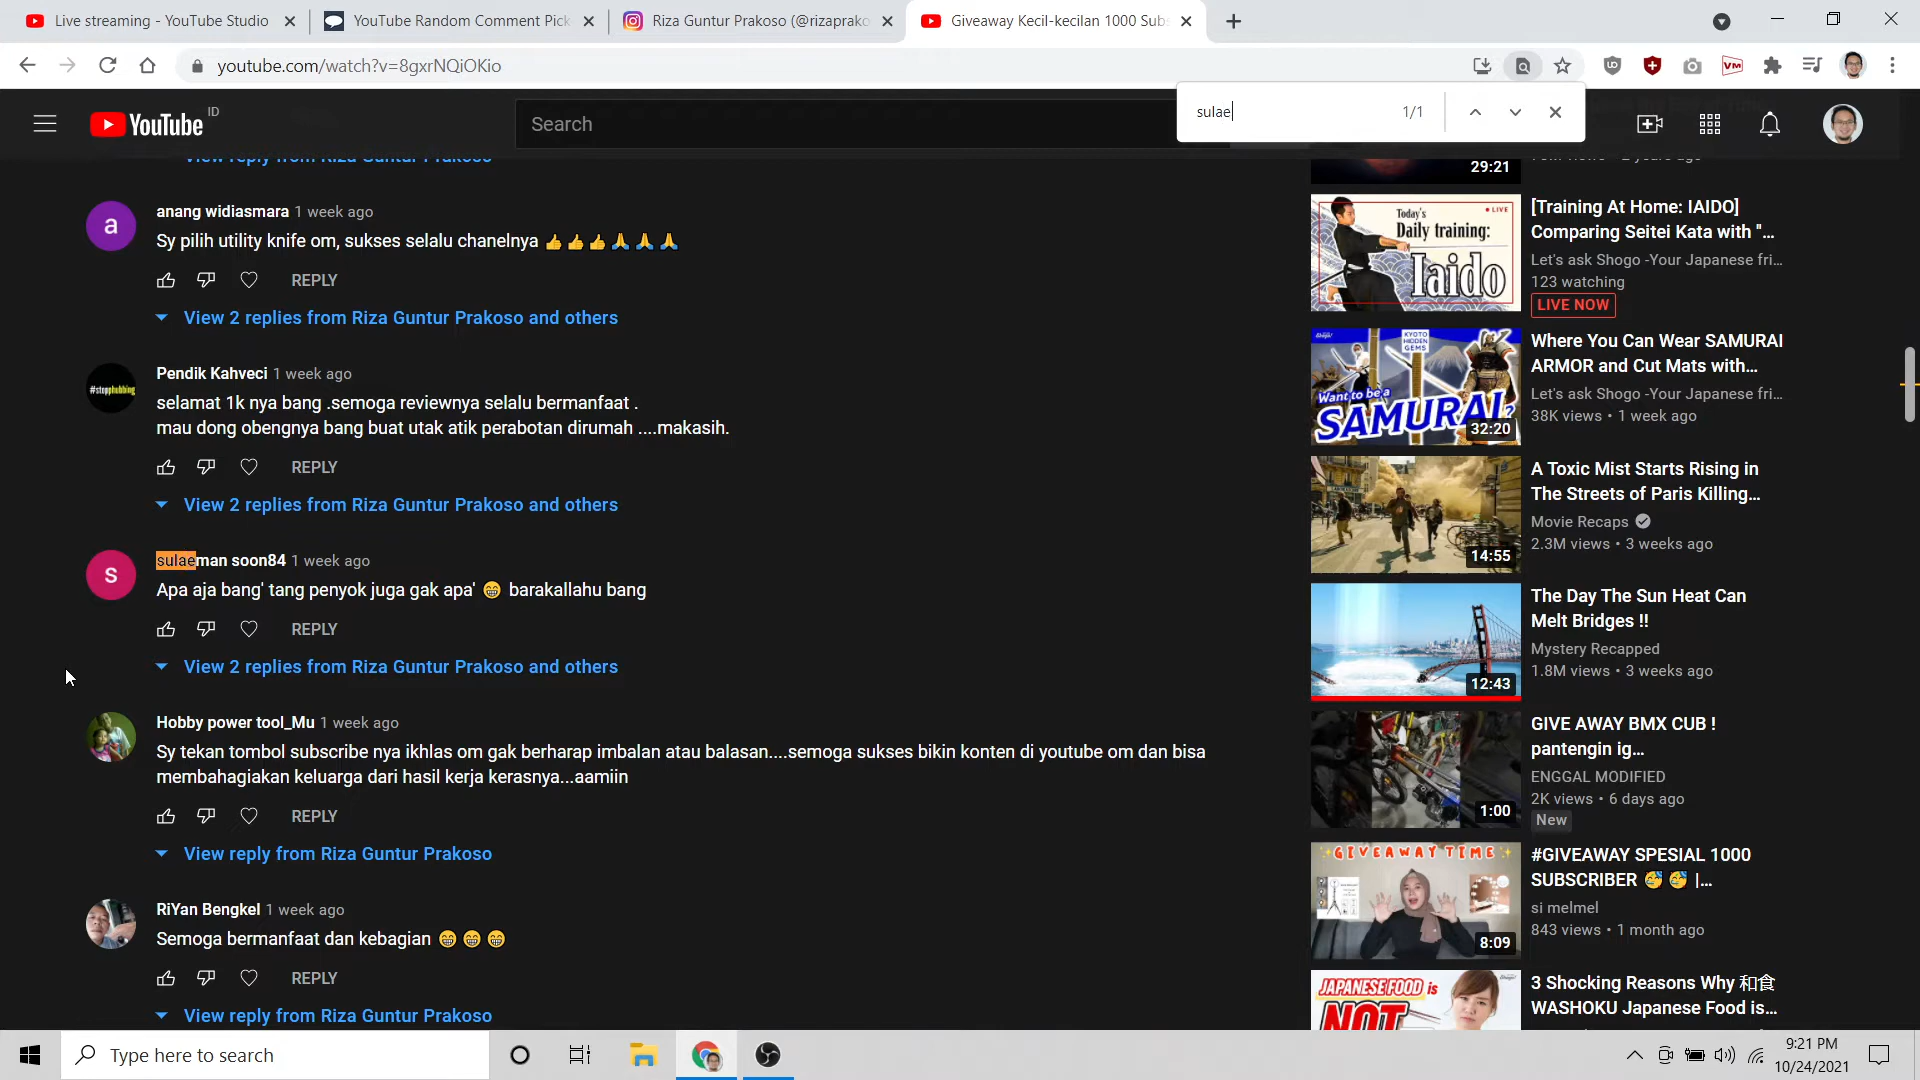 Live streaming - YouTube Studio
YouTube Random Comment Pick
Riza Guntur Prakoso (@rizaprako
Giveaway Kecil-kecilan 1000 Sub
youtube.com/watch?v=8gxrNQiOKio
sulae
1/1
YouTube ID
Search
View reply from Riza Guntur Prakoso
anang widiasmara 1 week ago
Sy pilih utility knife om, sukses selalu chanelnya 👍👍👍🙏🙏🙏
REPLY
View 2 replies from Riza Guntur Prakoso and others
Pendik Kahveci 1 week ago
#stopphubbing
selamat 1k nya bang .semoga reviewnya selalu bermanfaat .
mau dong obengnya bang buat utak atik perabotan dirumah ....makasih.
REPLY
View 2 replies from Riza Guntur Prakoso and others
sulaeman soon84 1 week ago
Apa aja bang' tang penyok juga gak apa' 😁 barakallahu bang
REPLY
View 2 replies from Riza Guntur Prakoso and others
Hobby power tool_Mu 1 week ago
Sy tekan tombol subscribe nya ikhlas om gak berharap imbalan atau balasan....semoga sukses bikin konten di youtube om dan bisa
membahagiakan keluarga dari hasil kerja kerasnya...aamiin
REPLY
View reply from Riza Guntur Prakoso
RiYan Bengkel 1 week ago
Semoga bermanfaat dan kebagian 😁😁😁
REPLY
View reply from Riza Guntur Prakoso
29:21
Today's
Daily training:
Iaido
LIVE
[Training At Home: IAIDO]
Comparing Seitei Kata with "...
Let's ask Shogo -Your Japanese fri...
123 watching
LIVE NOW
KYOTO
HIDDEN
GEMS
Want to be a
SAMURAI?
32:20
Where You Can Wear SAMURAI
ARMOR and Cut Mats with...
Let's ask Shogo -Your Japanese fri...
38K views • 1 week ago
14:55
A Toxic Mist Starts Rising in
The Streets of Paris Killing...
Movie Recaps
2.3M views • 3 weeks ago
12:43
The Day The Sun Heat Can
Melt Bridges !!
Mystery Recapped
1.8M views • 3 weeks ago
1:00
GIVE AWAY BMX CUB !
pantengin ig...
ENGGAL MODIFIED
2K views • 6 days ago
New
GIVEAWAY TIME
8:09
#GIVEAWAY SPESIAL 1000
SUBSCRIBER 🥳🥳 |...
si melmel
843 views • 1 month ago
JAPANESE FOOD is
NOT
3 Shocking Reasons Why 和食
WASHOKU Japanese Food is...
Type here to search
9:21 PM
10/24/2021